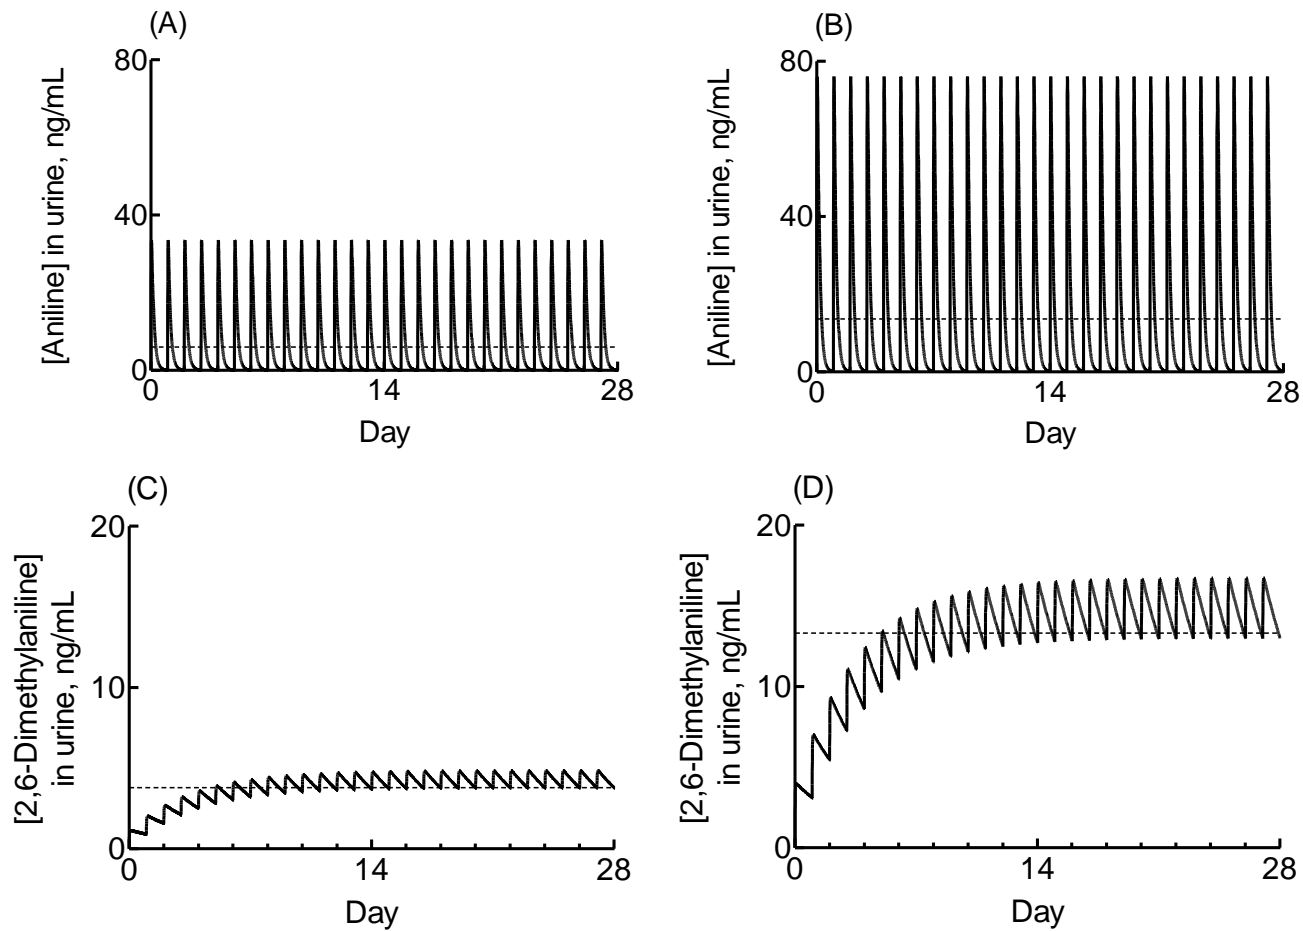 (A)
[Aniline] in urine, ng/mL
80
40
0
0 14 28
Day
(B)
[Aniline] in urine, ng/mL
80
40
0
0 14 28
Day
(C)
[2,6-Dimethylaniline]
in urine, ng/mL
20
10
0
0 14 28
Day
(D)
[2,6-Dimethylaniline]
in urine, ng/mL
20
10
0
0 14 28
Day